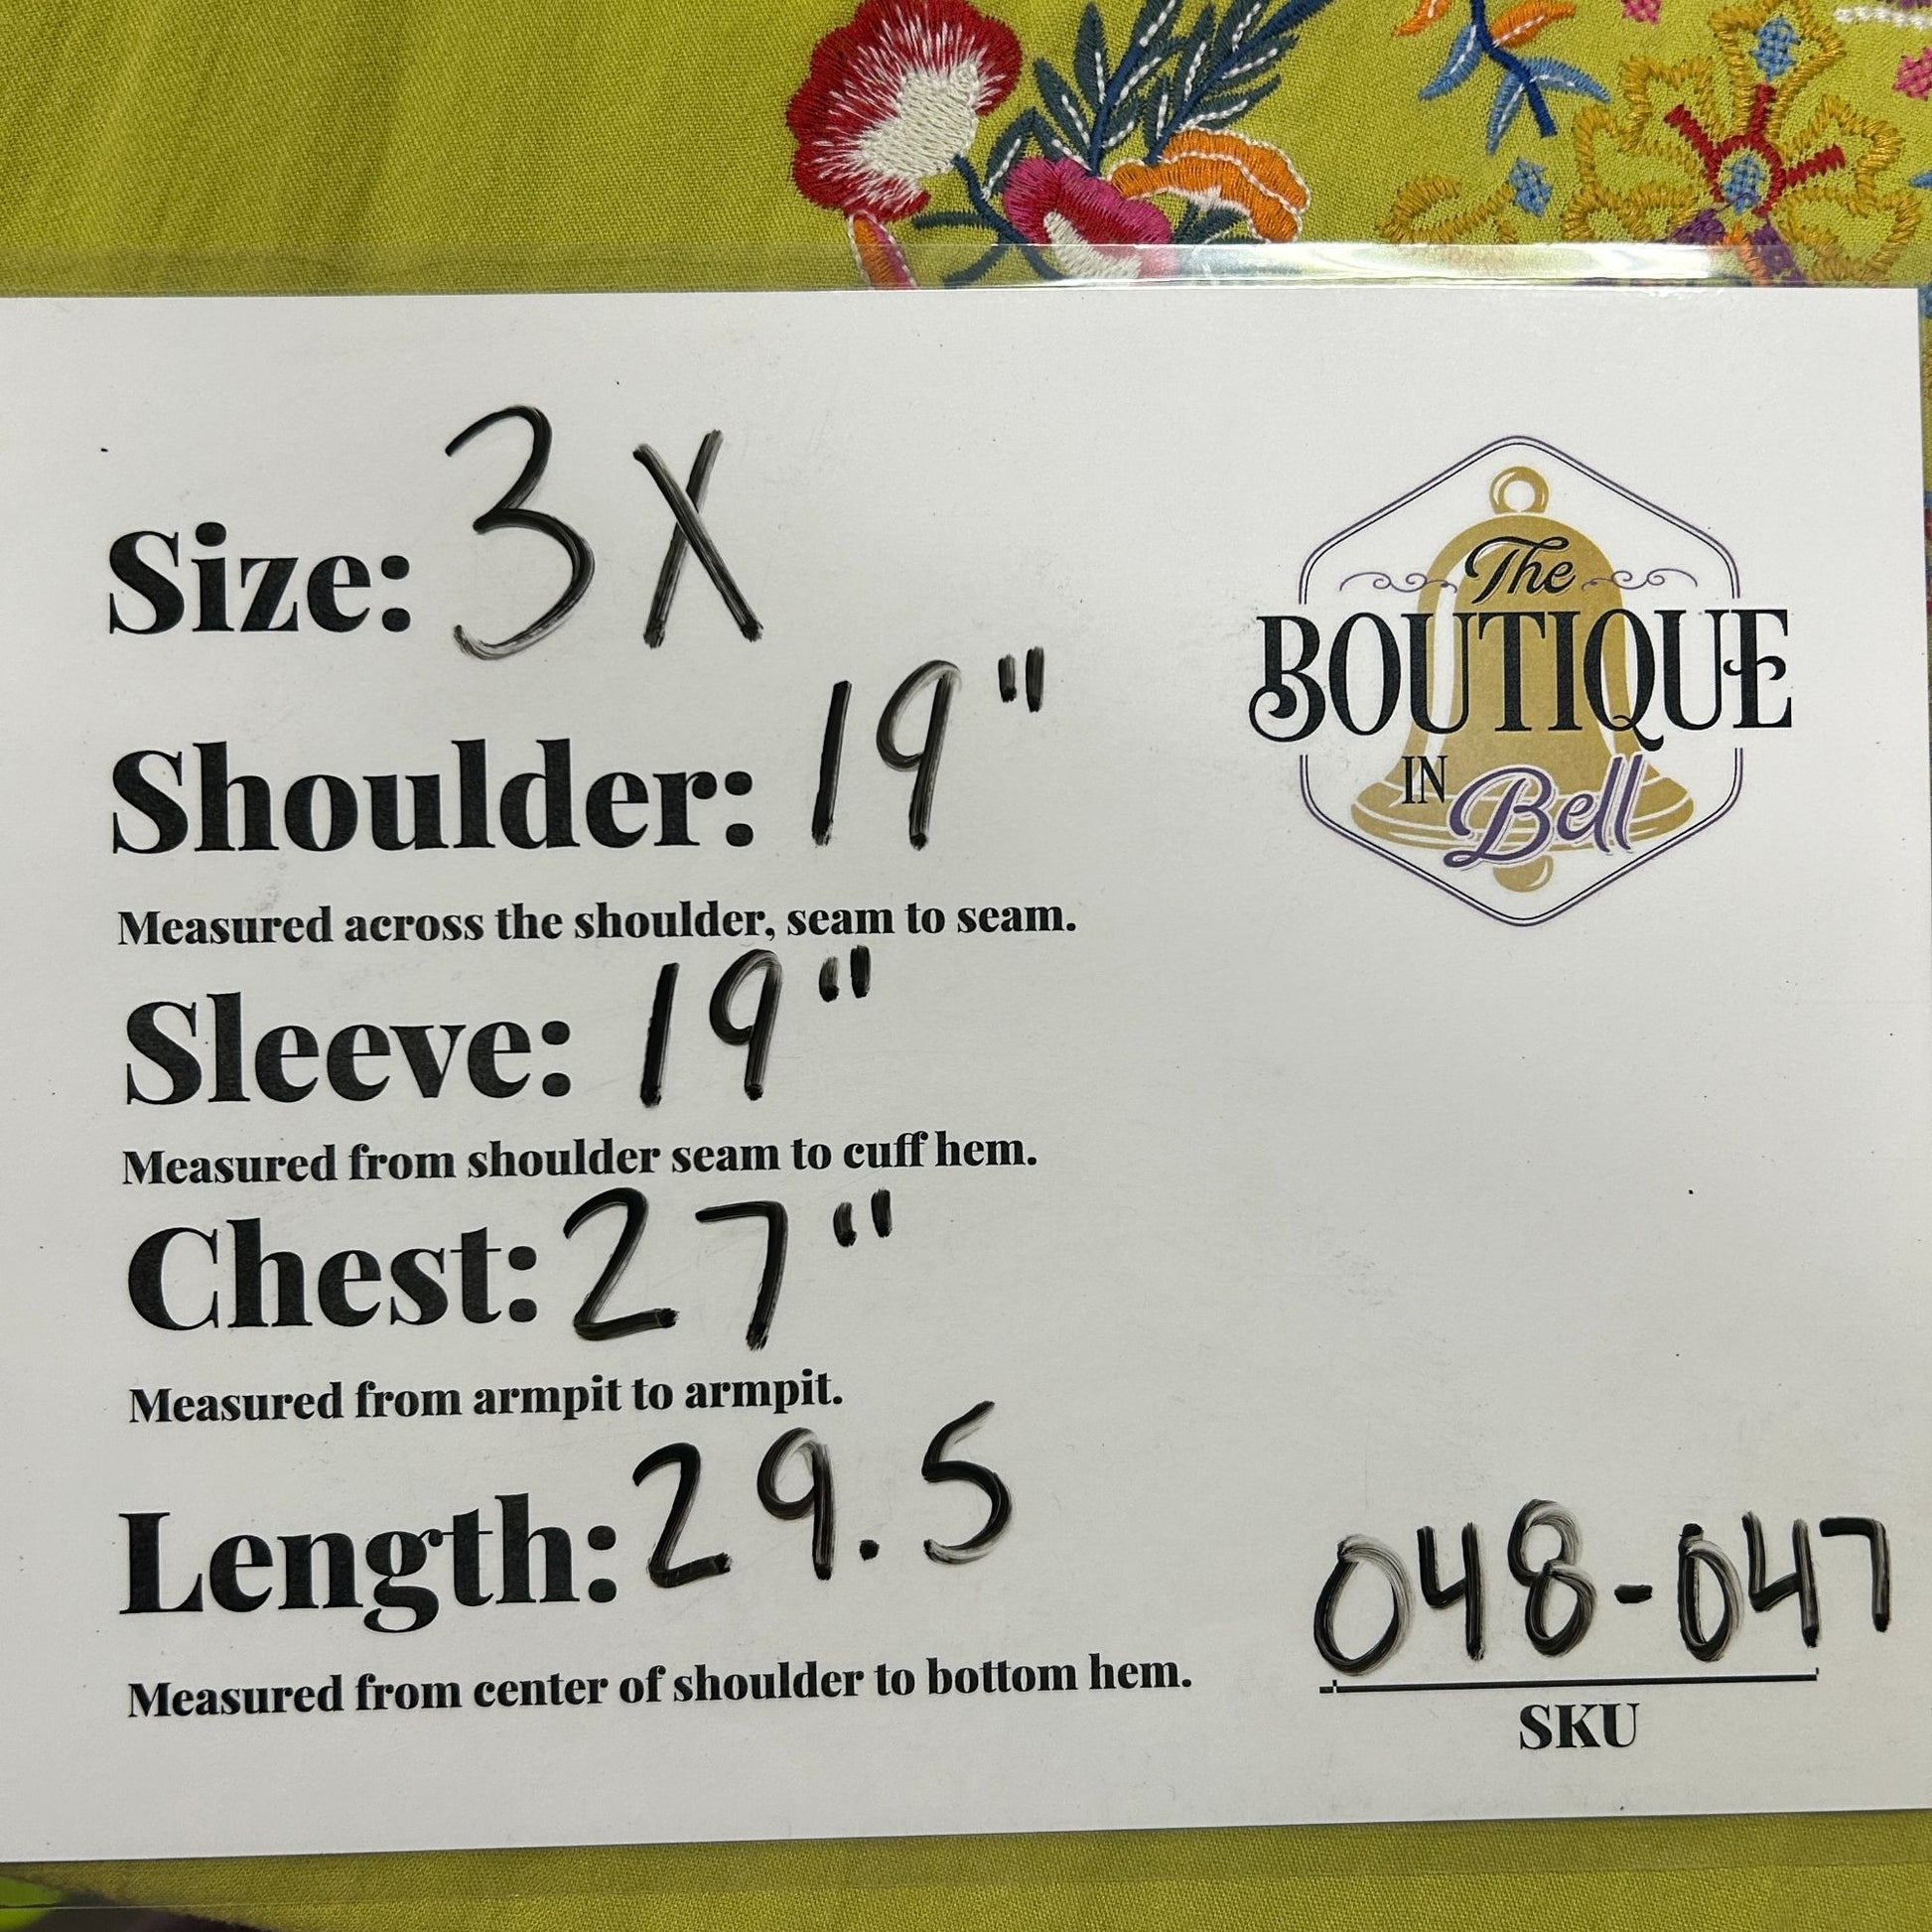 Size: 3X
The
BOUTIQUE
IN Bell
Shoulder: 19"
Measured across the shoulder, seam to seam.
Sleeve: 19"
Measured from shoulder seam to cuff hem.
Chest: 27"
Measured from armpit to armpit.
Length: 29.5
Measured from center of shoulder to bottom hem.
048-047
SKU